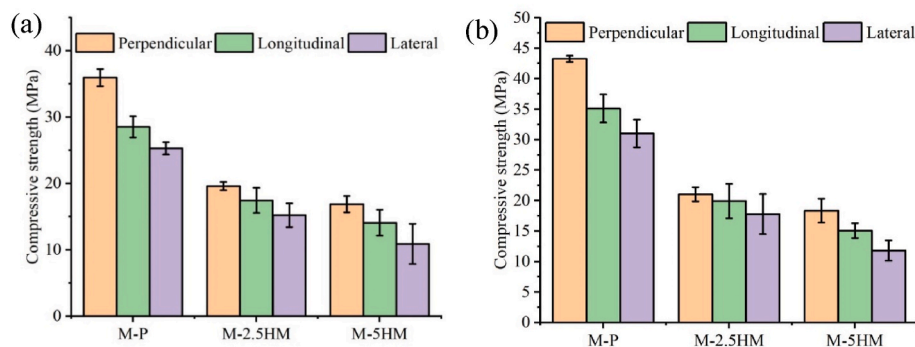 (a)
Perpendicular Longitudinal Lateral
Compressive strength (MPa)
40
30
20
10
0
M-P M-2.5HM M-5HM
(b)
Perpendicular Longitudinal Lateral
Compressive strength (MPa)
50
45
40
35
30
25
20
15
10
5
0
M-P M-2.5HM M-5HM